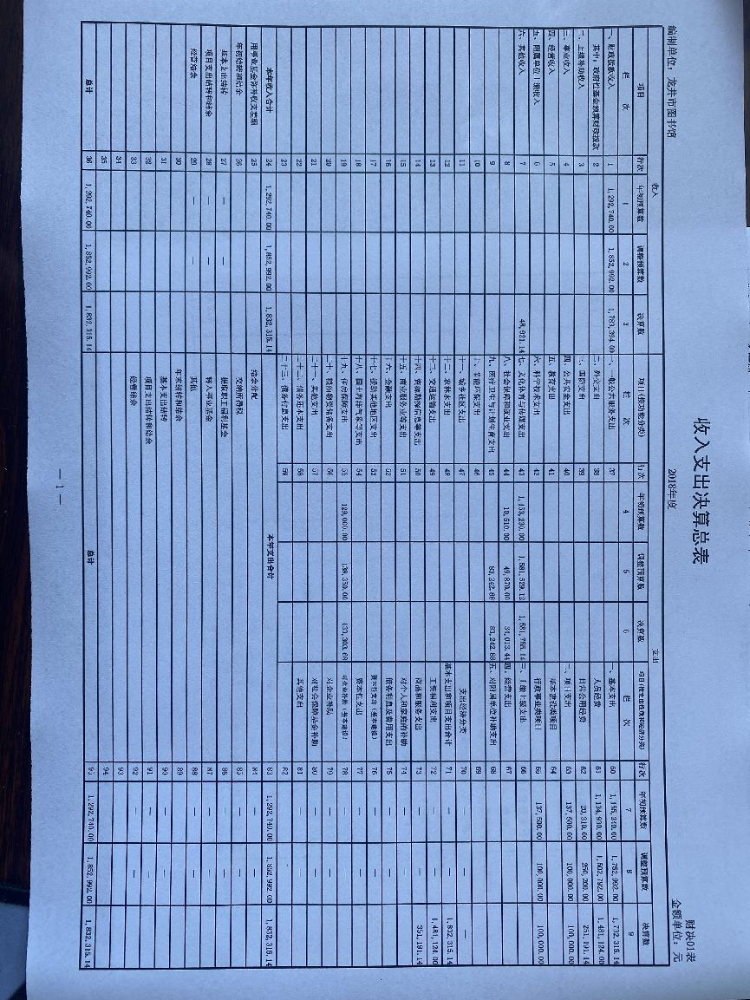 收入支出决算总表
2018年度
财决01表
编制单位：龙井市图书馆
金额单位：元
收入 支出
项目 行次 年初预算数 调整预算数 决算数 项目(按功能分类) 行次 年初预算数 调整预算数 决算数 项目(按支出性质和经济分类) 行次 年初预算数 调整预算数 决算数
栏次 1 2 3 栏次 4 5 6 栏次 7 8 9
一、财政拨款收入 1 1,292,740.00 1,852,992.00 1,783,394.00 一、一般公共服务支出 37 一、基本支出 60 1,155,240.00 1,752,992.00 1,732,315.14
其中：政府性基金预算财政拨款 2 二、外交支出 38 人员经费 61 1,134,930.00 1,502,792.00 1,481,124.00
二、上级补助收入 3 三、国防支出 39 日常公用经费 62 20,310.00 250,200.00 251,191.14
三、事业收入 4 四、公共安全支出 40 二、项目支出 63 137,500.00 100,000.00 100,000.00
四、经营收入 5 五、教育支出 41 基本建设类项目 64
五、附属单位上缴收入 6 六、科学技术支出 42 行政事业类项目 65 137,500.00 100,000.00 100,000.00
六、其他收入 7 48,921.14 七、文化体育与传媒支出 43 1,153,230.00 1,581,529.12 1,581,755.14 三、上缴上级支出 66
8 八、社会保障和就业支出 44 10,510.00 49,870.00 34,013.44 四、经营支出 67
9 九、医疗卫生与计划生育支出 45 83,242.88 83,242.88 五、对附属单位补助支出 68
10 十、节能环保支出 46 69
11 十一、城乡社区支出 47 支出经济分类 70 — — —
12 十二、农林水支出 48 基本支出和项目支出合计 71 — — 1,832,315.14
13 十三、交通运输支出 49 工资福利支出 72 — — 1,481,124.00
14 十四、资源勘探信息等支出 50 商品和服务支出 73 — — 351,191.14
15 十五、商业服务业等支出 51 对个人和家庭的补助 74 — —
16 十六、金融支出 52 债务利息及费用支出 75 — —
17 十七、援助其他地区支出 53 资本性支出（基本建设） 76 — —
18 十八、国土海洋气象等支出 54 资本性支出 77 — —
19 十九、住房保障支出 55 129,000.00 138,350.00 133,303.68 对企业补助（基本建设） 78 — —
20 二十、粮油物资储备支出 56 对企业补助 79 — —
21 二十一、其他支出 57 对社会保障基金补助 80 — —
22 二十二、债务还本支出 58 其他支出 81 — —
23 二十三、债务付息支出 59 82
本年收入合计 24 1,292,740.00 1,852,992.00 1,832,315.14 本年支出合计 83 1,292,740.00 1,852,992.00 1,832,315.14
用事业基金弥补收支差额 25 结余分配 84
年初结转和结余 26 交纳所得税 85 — —
基本支出结转 27 — — 提取职工福利基金 86 — —
项目支出结转和结余 28 — — 转入事业基金 87 — —
经营结余 29 — — 其他 88 — —
30 年末结转和结余 89
31 基本支出结转 90 — —
32 项目支出结转和结余 91 — —
33 经营结余 92 — —
34 93
35 94
总计 36 1,292,740.00 1,852,992.00 1,832,315.14 总计 95 1,292,740.00 1,852,992.00 1,832,315.14
— 1 —